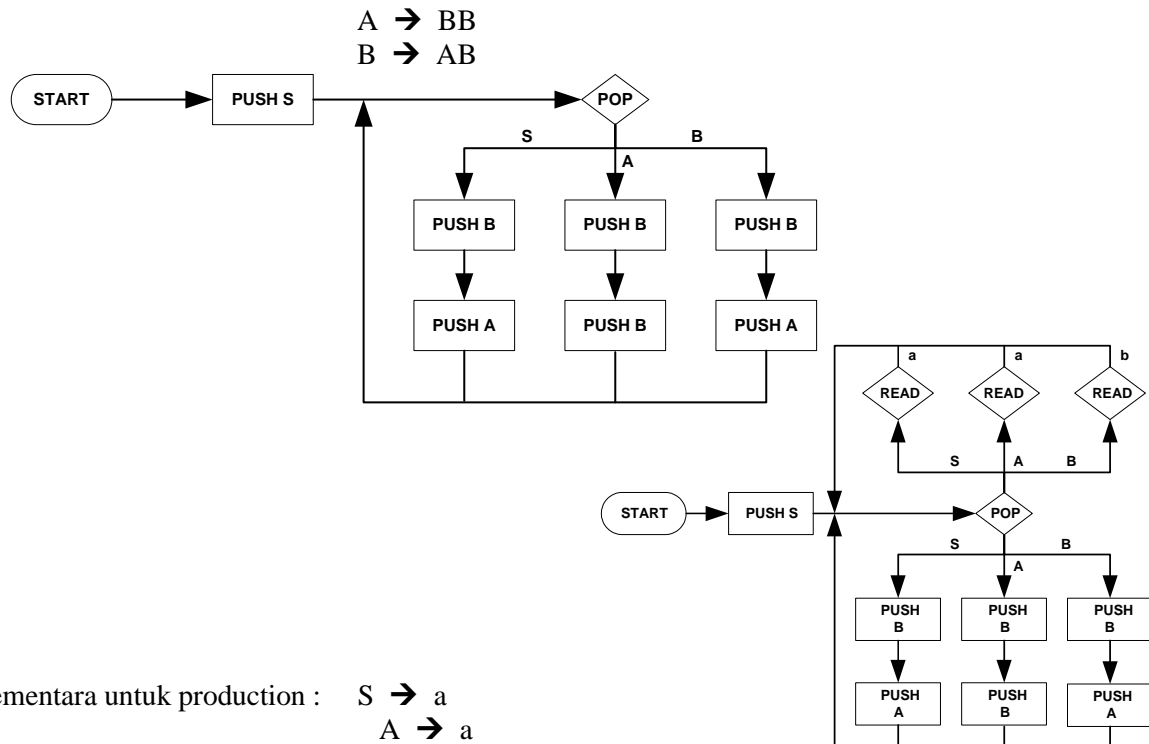 A ➔ BB
B ➔ AB
START
PUSH S
POP
S
B
A
PUSH B
PUSH B
PUSH B
PUSH A
PUSH B
PUSH A
a
a
b
READ
READ
READ
S
A
B
START
PUSH S
POP
S
B
A
PUSH
B
PUSH
B
PUSH
B
PUSH
A
PUSH
B
PUSH
A
ementara untuk production : S ➔ a
A ➔ a